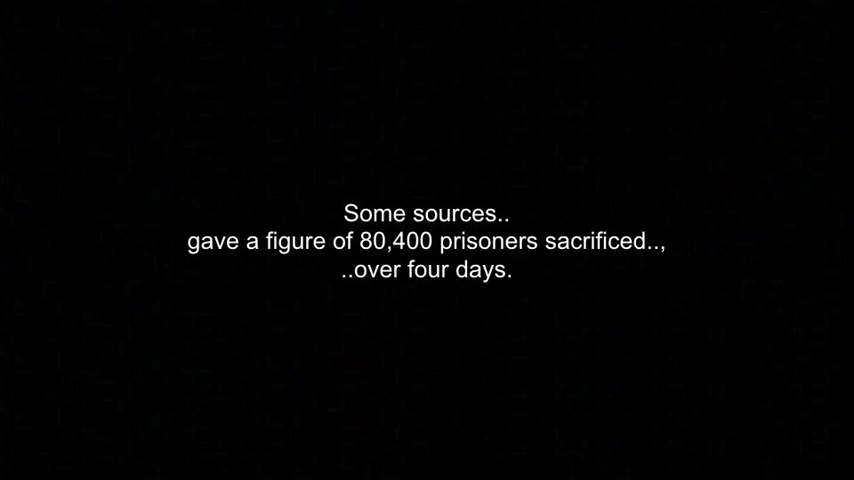 Some sources..
gave a figure of 80,400 prisoners sacrificed..,
..over four days.